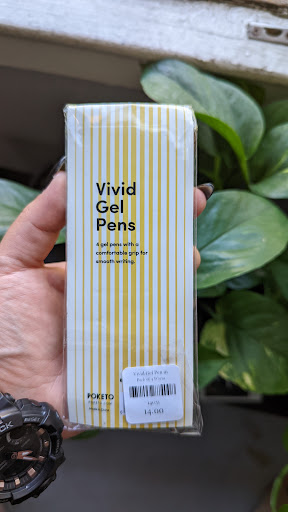 Vivid
Gel
Pens
4 gel pens with a
comfortable grip for
smooth writing.
POKETO
14.00